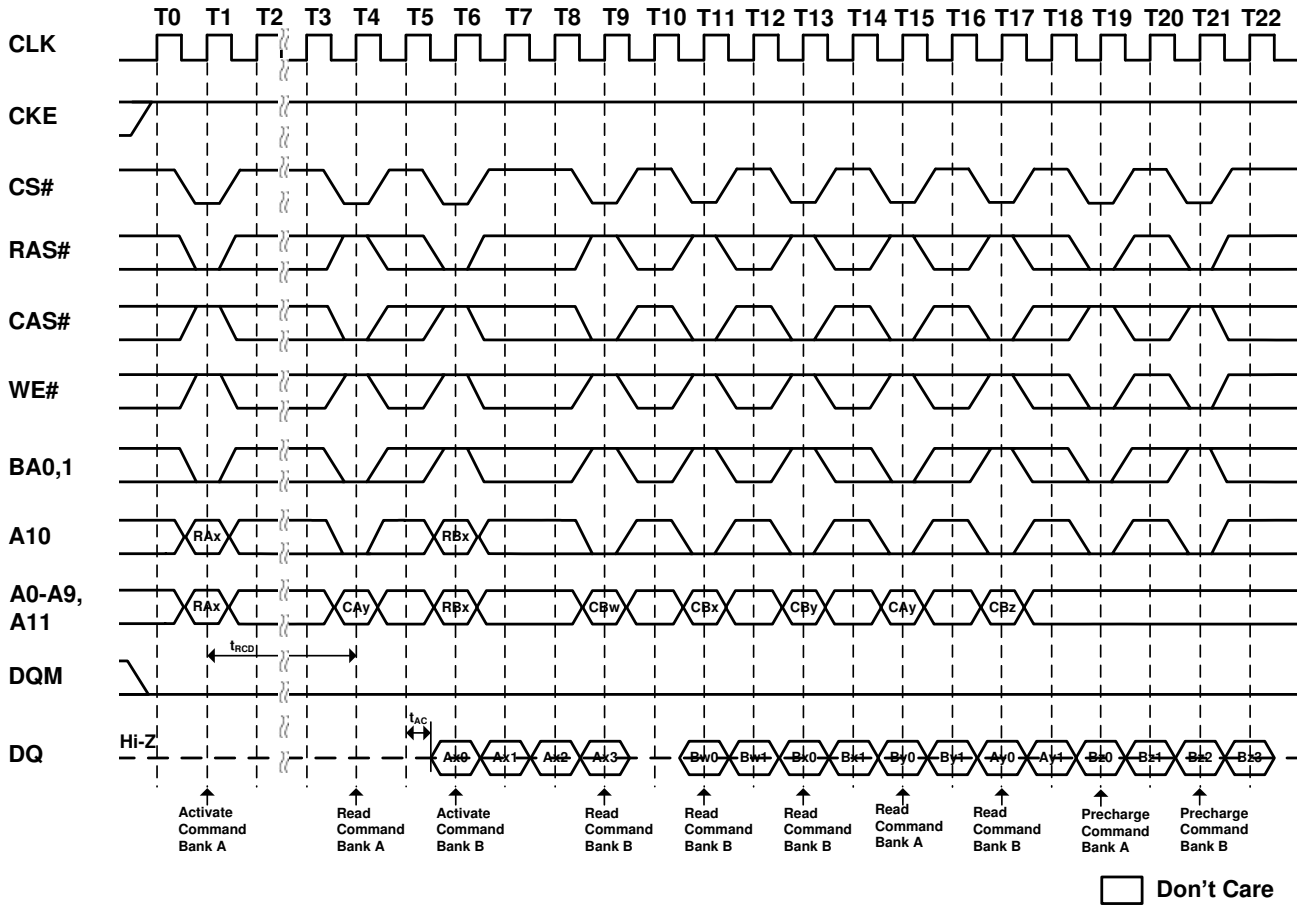 T0 T1 T2 T3 T4 T5 T6 T7 T8 T9 T10 T11 T12 T13 T14 T15 T16 T17 T18 T19 T20 T21 T22
CLK
CKE
CS#
RAS#
CAS#
WE#
BA0,1
A10
RAx RBx
A0-A9,
A11
RAx CAy RBx CBw CBx CBy CAy CBz
tRCD
DQM
tAC
DQ
Hi-Z
Ax0 Ax1 Ax2 Ax3 Bw0 Bw1 Bx0 Bx1 By0 By1 Ay0 Ay1 Bz0 Bz1 Bz2 Bz3
Activate
Command
Bank A
Read
Command
Bank A
Activate
Command
Bank B
Read
Command
Bank B
Read
Command
Bank B
Read
Command
Bank B
Read
Command
Bank A
Read
Command
Bank B
Precharge
Command
Bank A
Precharge
Command
Bank B
Don't Care